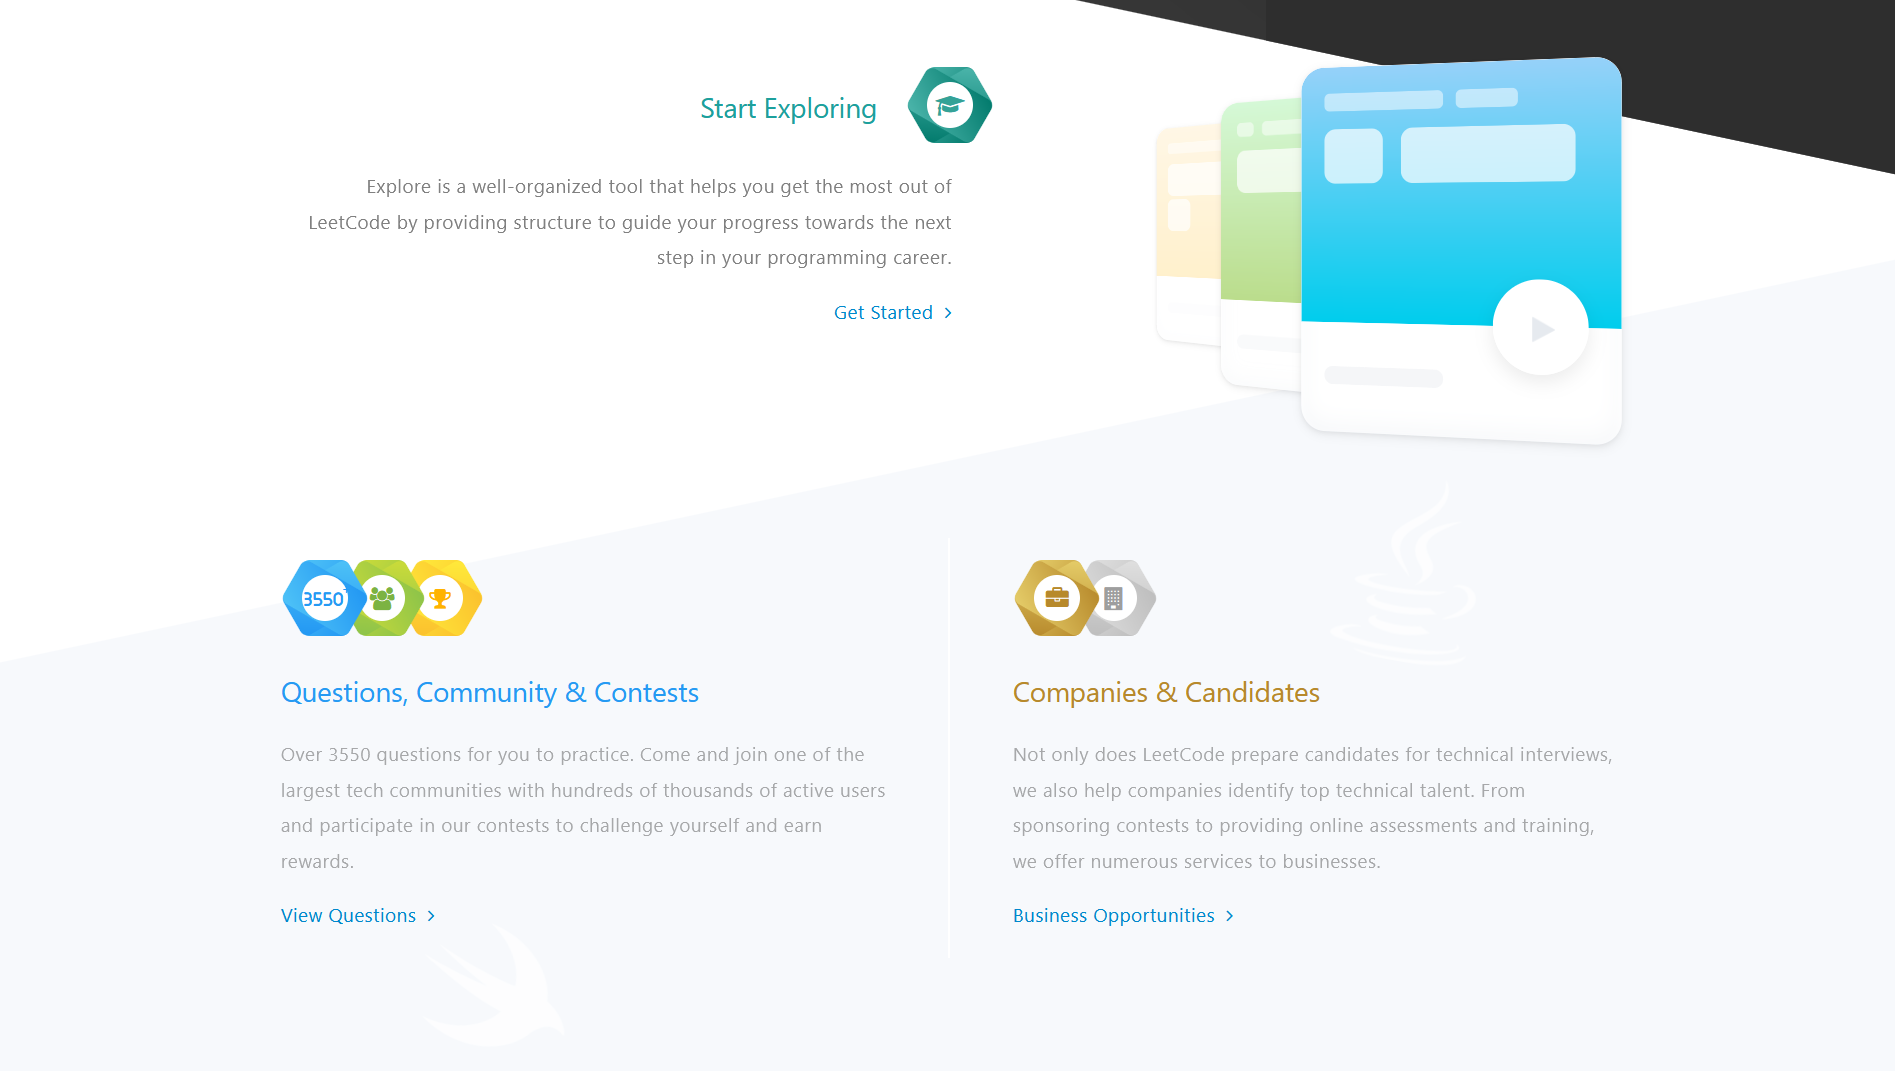 Start Exploring
Explore is a well-organized tool that helps you get the most out of
LeetCode by providing structure to guide your progress towards the next
step in your programming career.
Get Started
3550+
Questions, Community & Contests
Over 3550 questions for you to practice. Come and join one of the
largest tech communities with hundreds of thousands of active users
and participate in our contests to challenge yourself and earn
rewards.
View Questions
Companies & Candidates
Not only does LeetCode prepare candidates for technical interviews,
we also help companies identify top technical talent. From
sponsoring contests to providing online assessments and training,
we offer numerous services to businesses.
Business Opportunities